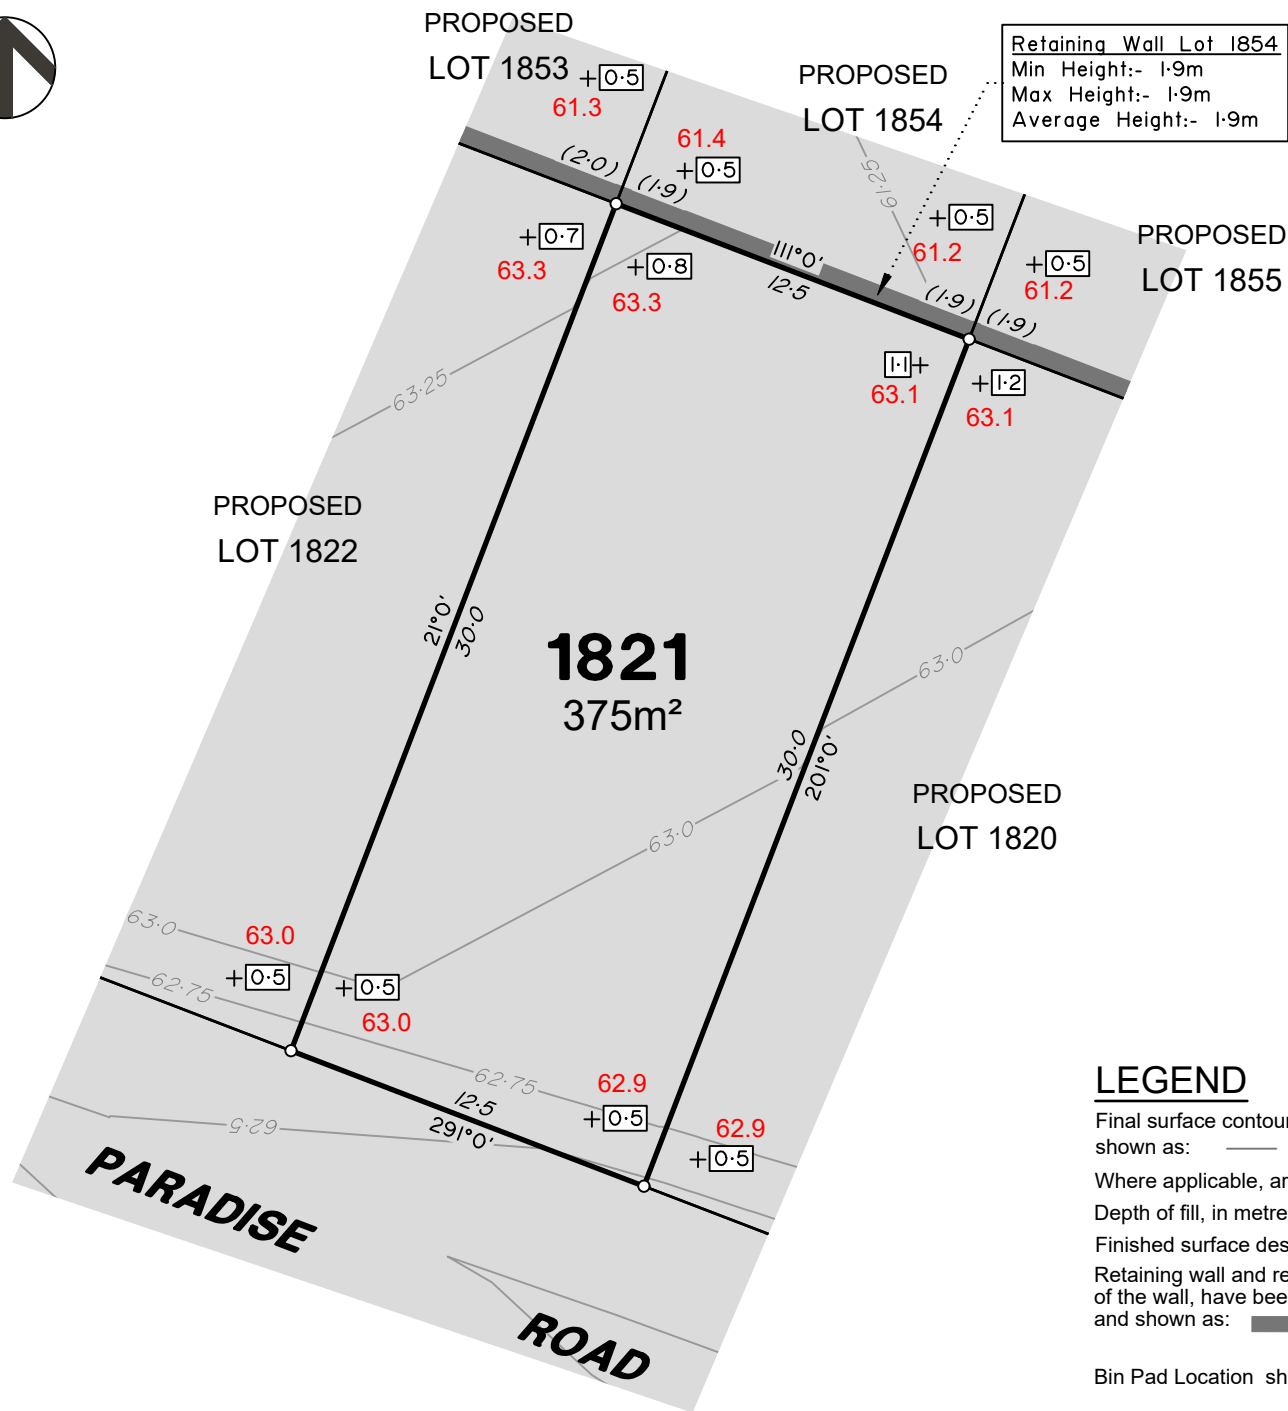 PROPOSED
LOT 1853
0·5
61.3
PROPOSED
LOT 1854
Retaining Wall Lot 1854
Min Height:- 1·9m
Max Height:- 1·9m
Average Height:- 1·9m
61.4
0·5
(2·0)
(1·9)
61·25
0·5
61.2
PROPOSED
LOT 1855
0·5
61.2
0·7
63.3
0·8
63.3
111°0'
12·5
(1·9)
(1·9)
1·1
63.1
1·2
63.1
63·25
PROPOSED
LOT 1822
21°0'
30·0
1821
375m²
63·0
30·0
201°0'
PROPOSED
LOT 1820
63·0
63·0
63.0
0·5
62·75
0·5
63.0
62·75
12·5
291°0'
62.9
0·5
62.9
0·5
62·5
PARADISE
ROAD
LEGEND
Final surface contour
shown as:
Where applicable, ar
Depth of fill, in metre
Finished surface des
Retaining wall and re
of the wall, have bee
and shown as:
Bin Pad Location sh